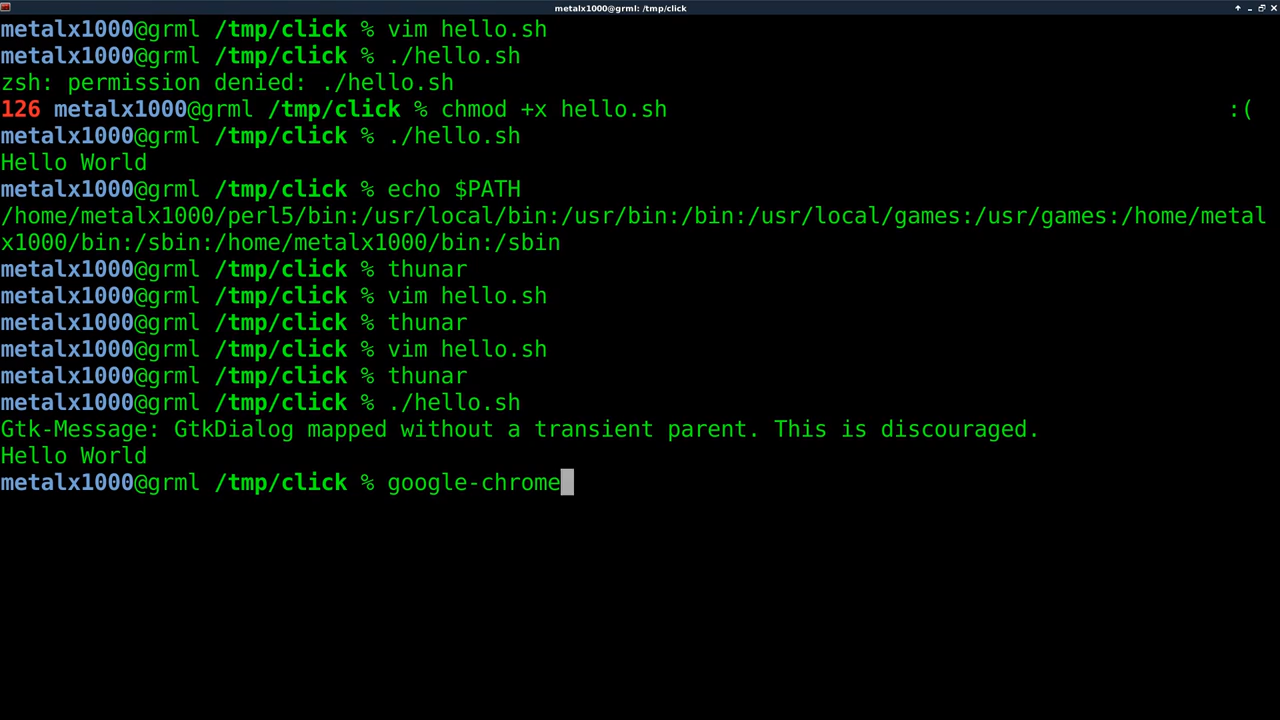 metalx1000@grml: /tmp/click
metalx1000@grml /tmp/click % vim hello.sh
metalx1000@grml /tmp/click % ./hello.sh
zsh: permission denied: ./hello.sh
126 metalx1000@grml /tmp/click % chmod +x hello.sh :(
metalx1000@grml /tmp/click % ./hello.sh
Hello World
metalx1000@grml /tmp/click % echo $PATH
/home/metalx1000/perl5/bin:/usr/local/bin:/usr/bin:/bin:/usr/local/games:/usr/games:/home/metal
x1000/bin:/sbin:/home/metalx1000/bin:/sbin
metalx1000@grml /tmp/click % thunar
metalx1000@grml /tmp/click % vim hello.sh
metalx1000@grml /tmp/click % thunar
metalx1000@grml /tmp/click % vim hello.sh
metalx1000@grml /tmp/click % thunar
metalx1000@grml /tmp/click % ./hello.sh
Gtk-Message: GtkDialog mapped without a transient parent. This is discouraged.
Hello World
metalx1000@grml /tmp/click % google-chrome